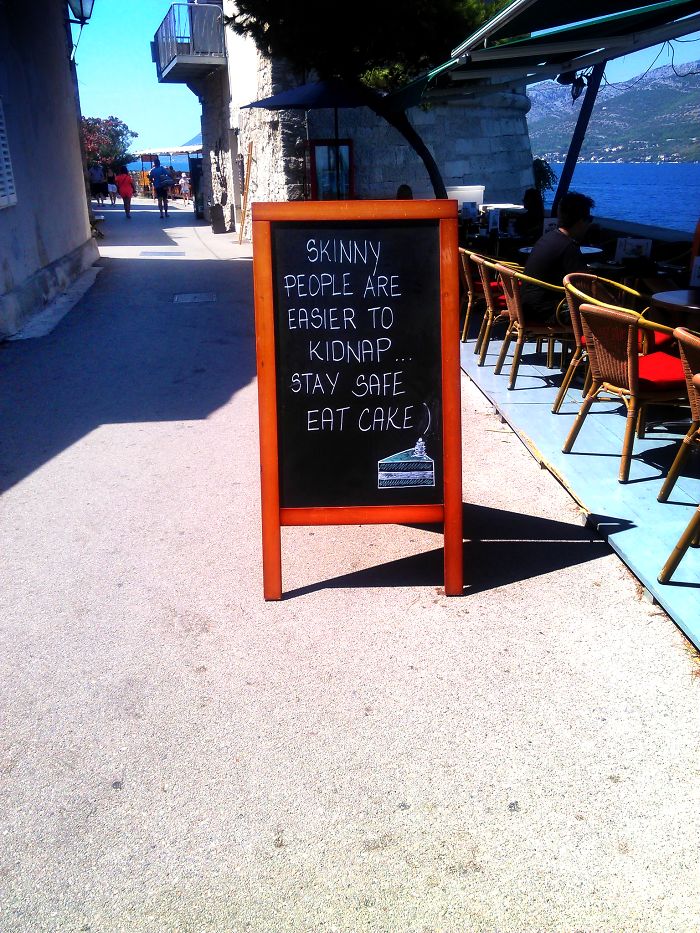 SKINNY
PEOPLE ARE
EASIER TO
KIDNAP...
STAY SAFE
EAT CAKE )